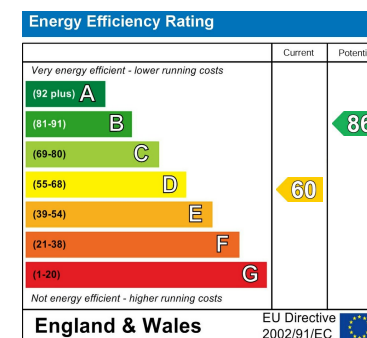 Energy Efficiency Rating
Current Potenti
Very energy efficient - lower running costs
(92 plus) A
(81-91) B
86
(69-80) C
(55-68) D
60
(39-54) E
(21-38) F
(1-20) G
Not energy efficient - higher running costs
England & Wales
EU Directive
2002/91/EC